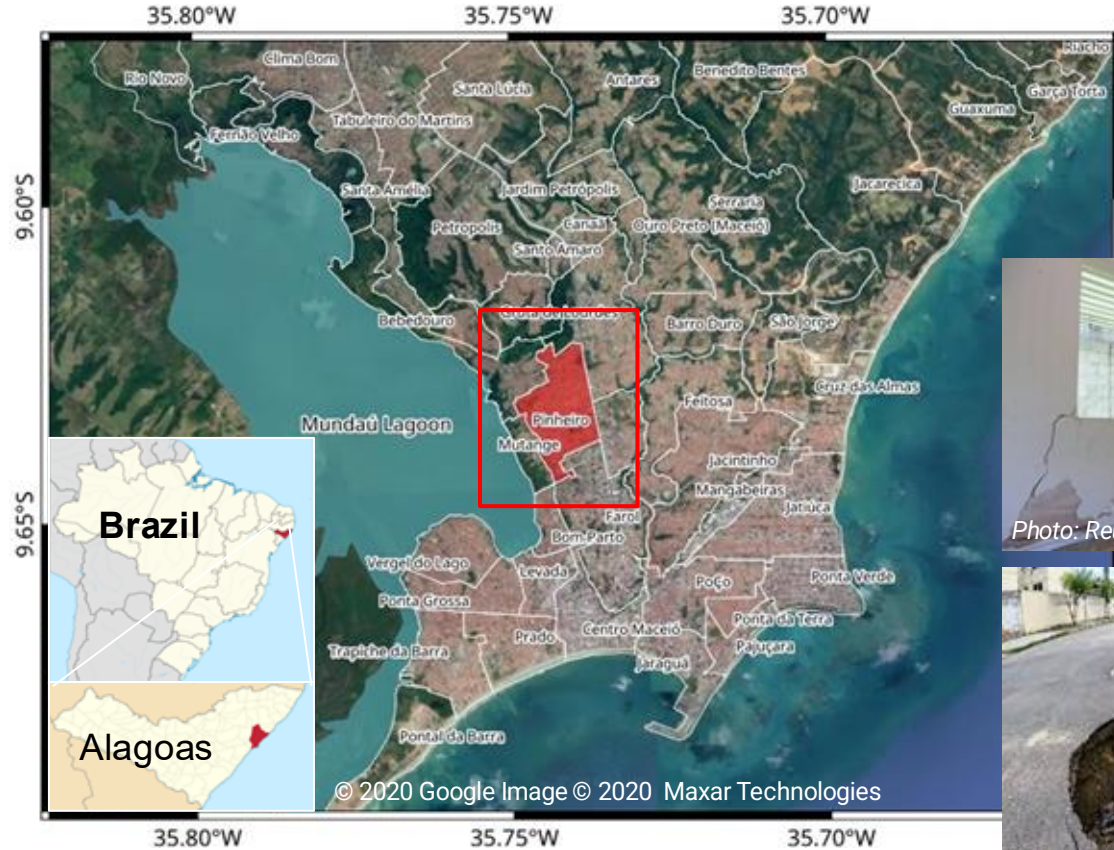 35.80°W
35.75°W
35.70°W
Riacho
Clima Bom
Rio Novo
Santa Lúcia
Antares
Benedito Bentes
Garça Torta
Guaxuma
Tabuleiro do Martins
Fernão Velho
Santa Amélia
Jardim Petrópolis
Jacarecica
9.60°S
Serraria
Petropolis
Canaã
Ouro Preto (Maceió)
Santo Amaro
Gruta de Lourdes
Bebedouro
Barro Duro
São Jorge
Cruz das Almas
Feitosa
Mundaú Lagoon
Pinheiro
Mutange
Jacintinho
Mangabeiras
Jatiúca
9.65°S
Farol
Bom Parto
Brazil
Photo:
Vergel do Lago
Levada
Poço
Ponta Verde
Ponta Grossa
Ponta da Terra
Centro Maceió
Prado
Pajuçara
Trapiche da Barra
Jaraguá
Pontal da Barra
Alagoas
© 2020 Google Image © 2020 Maxar Technologies
35.80°W
35.75°W
35.70°W